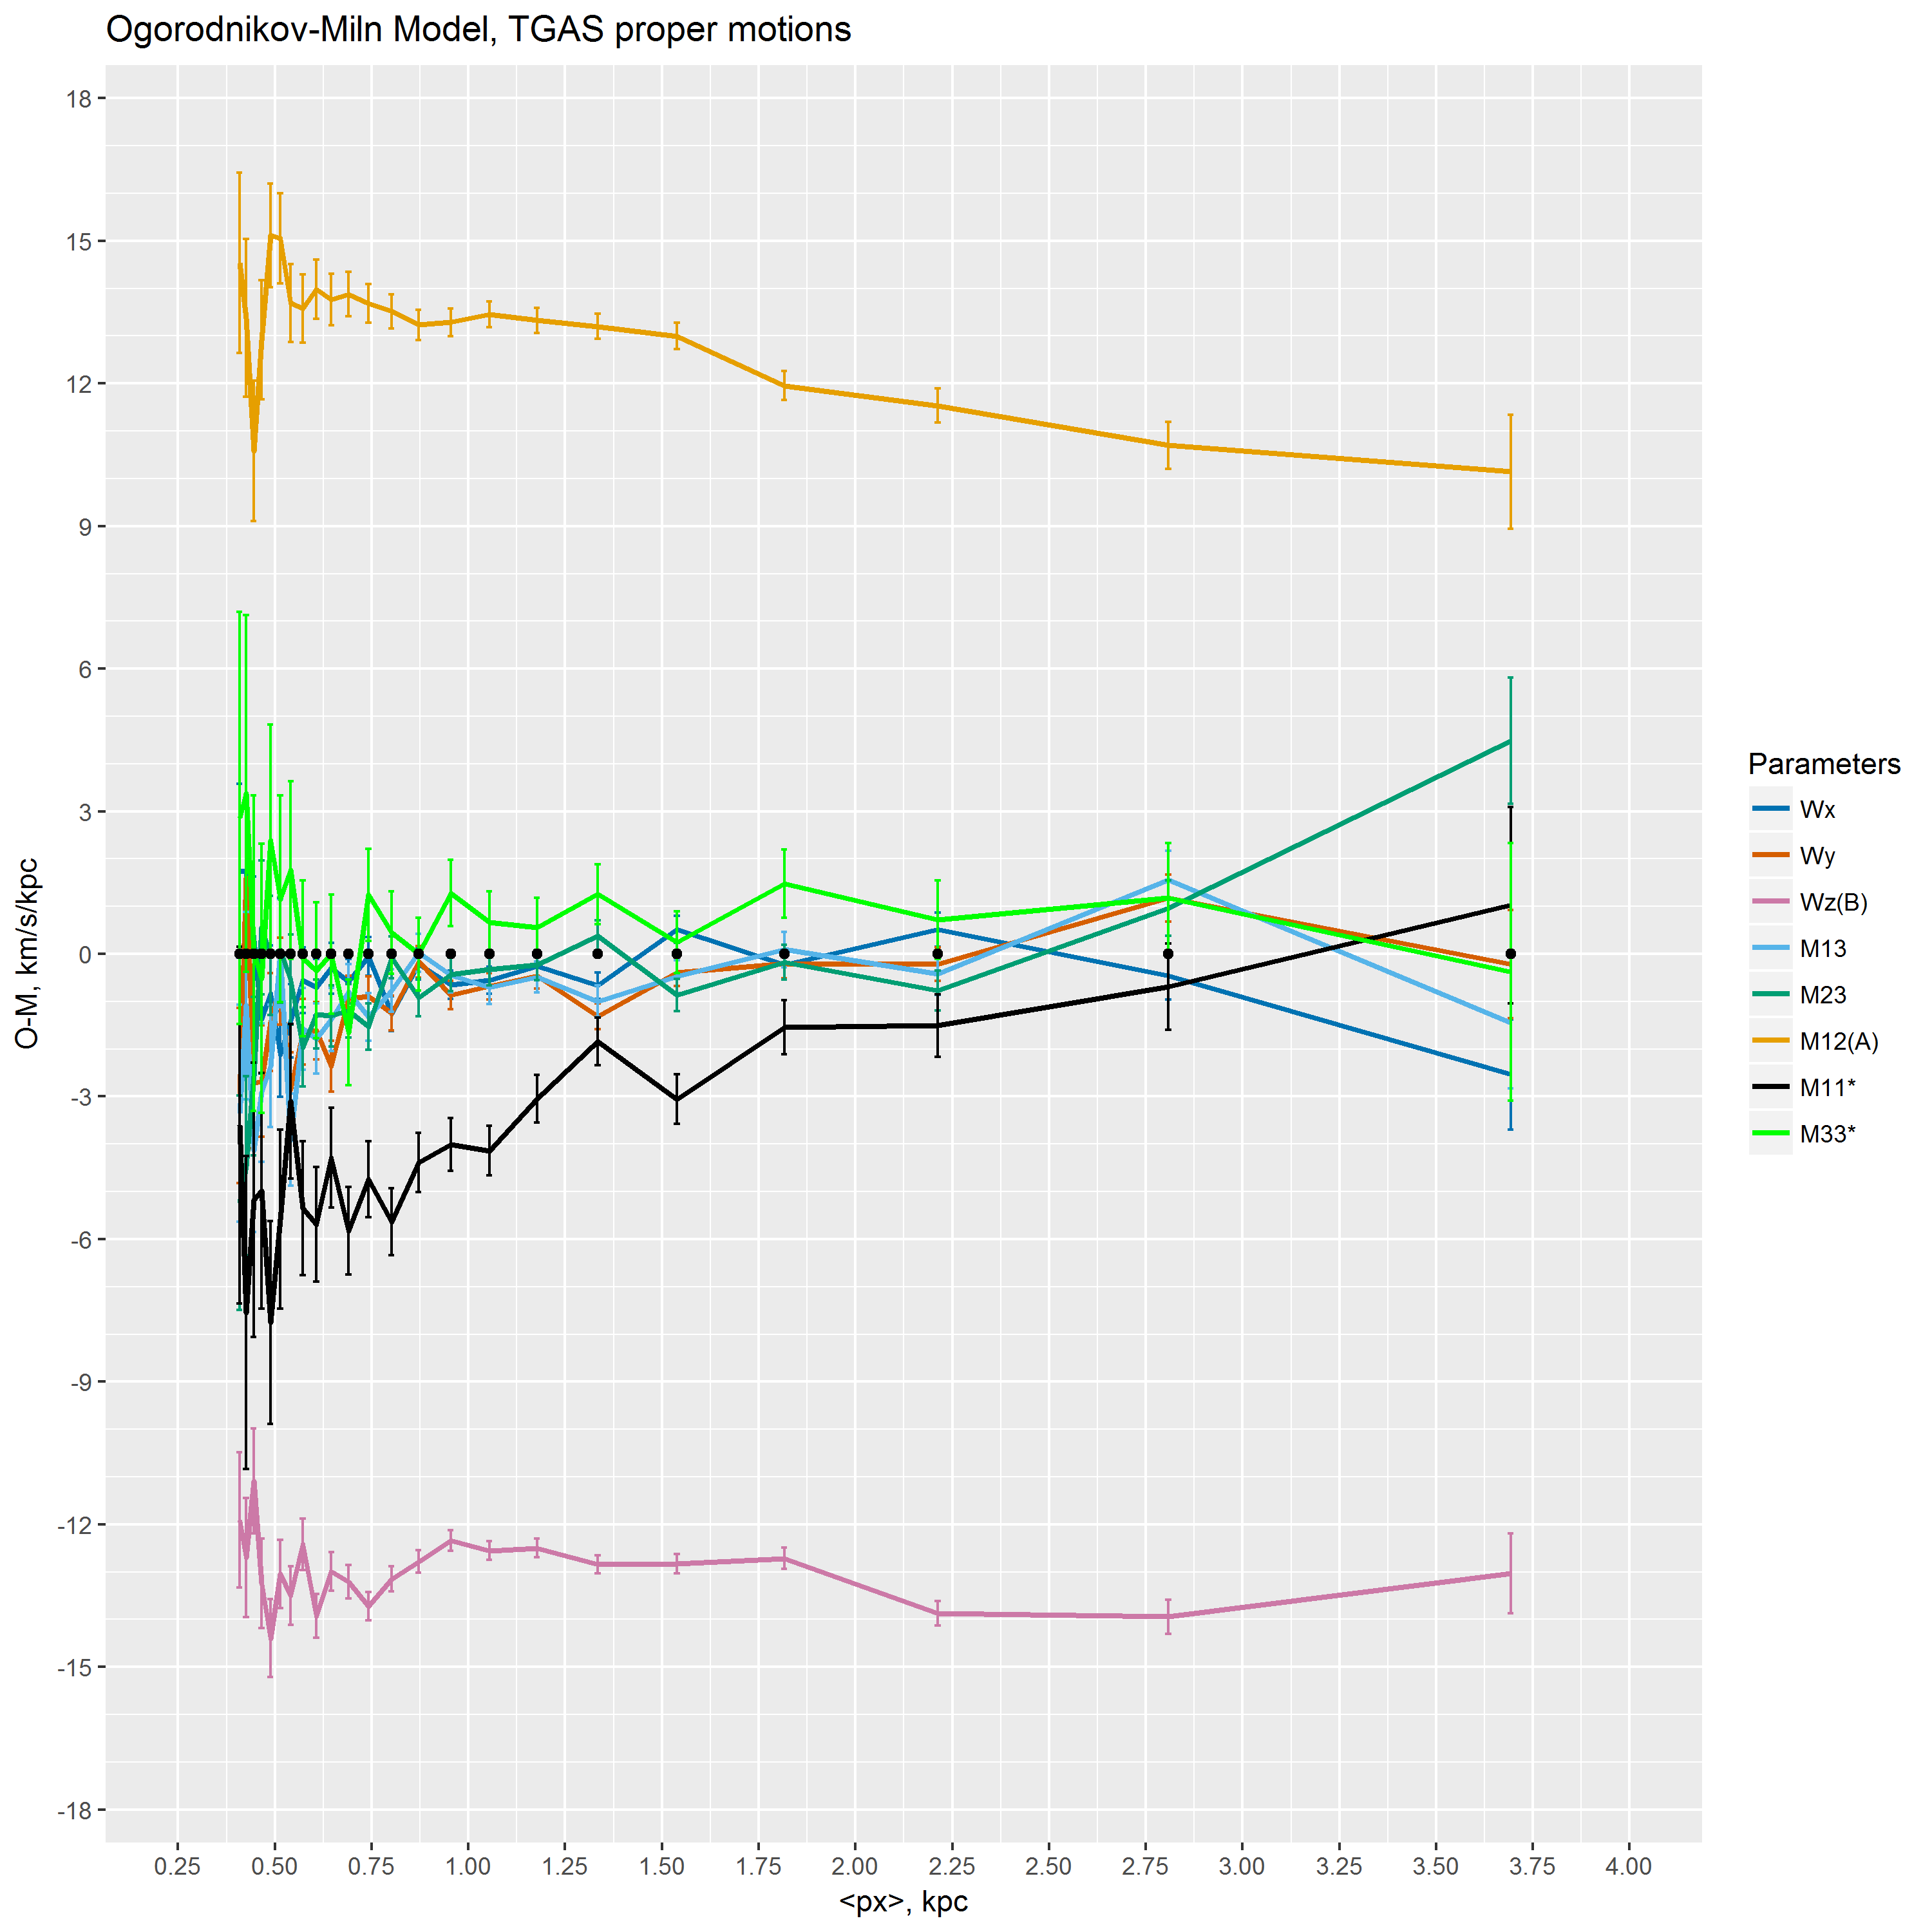 Ogorodnikov-Miln Model, TGAS proper motions
O-M, km/s/kpc
18
15
12
9
6
3
0
-3
-6
-9
-12
-15
-18
0.25 0.50 0.75 1.00 1.25 1.50 1.75 2.00 2.25 2.50 2.75 3.00 3.25 3.50 3.75 4.00
<px>, kpc
Parameters
Wx
Wy
Wz(B)
M13
M23
M12(A)
M11*
M33*